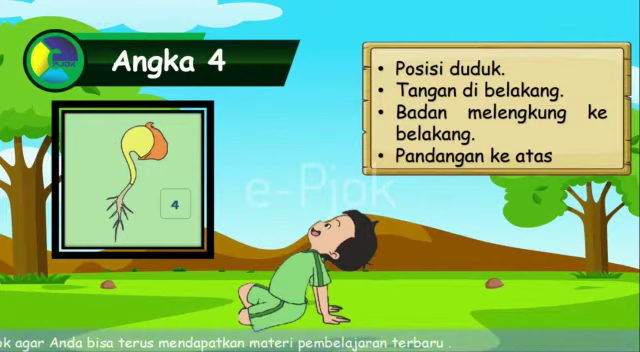 Angka 4
• Posisi duduk.
• Tangan di belakang.
• Badan melengkung ke
belakang.
• Pandangan ke atas
4
e-Pjok
ok agar Anda bisa terus mendapatkan materi pembelajaran terbaru .